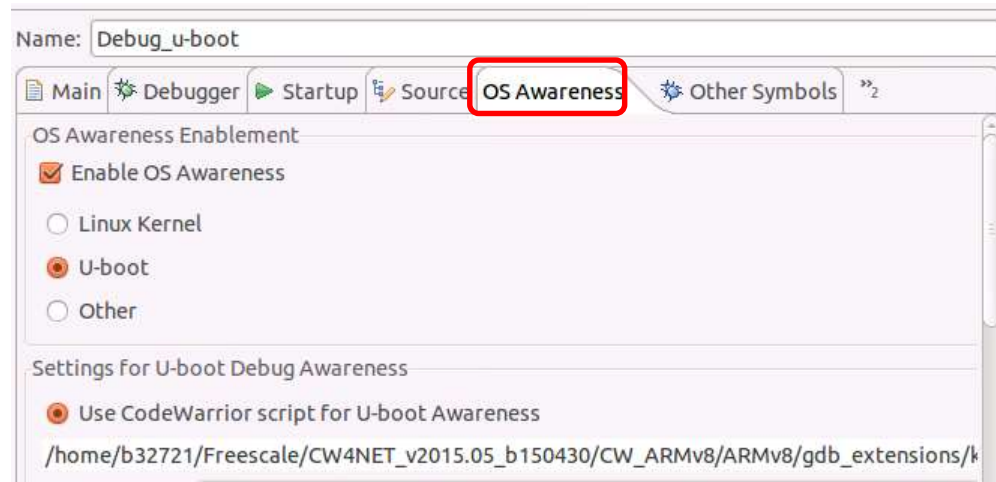 Name: Debug_u-boot
Main Debugger Startup Source OS Awareness Other Symbols »2
OS Awareness Enablement
Enable OS Awareness
Linux Kernel
U-boot
Other
Settings for U-boot Debug Awareness
Use CodeWarrior script for U-boot Awareness
/home/b32721/Freescale/CW4NET_v2015.05_b150430/CW_ARMv8/ARMv8/gdb_extensions/k